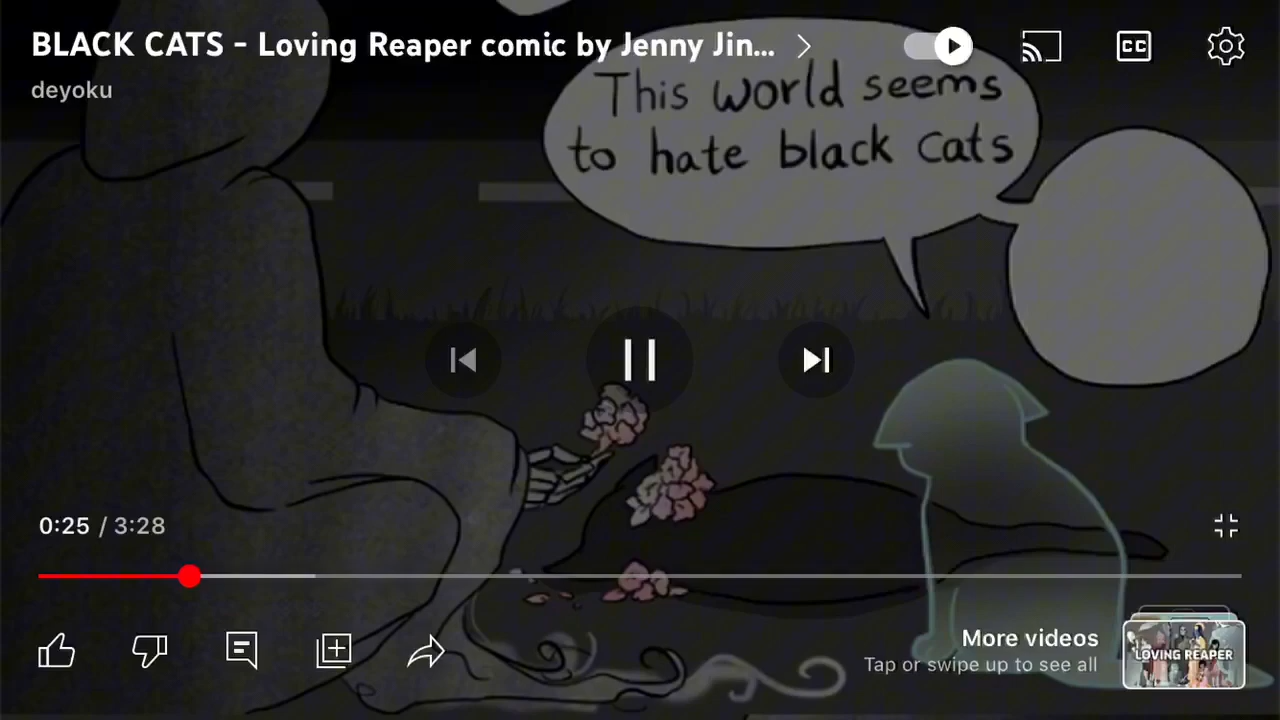 BLACK CATS - Loving Reaper comic by Jenny Jin...
deyoku
CC
This world seems
to hate black cats
0:25 / 3:28
More videos
Tap or swipe up to see all
LOVING REAPER